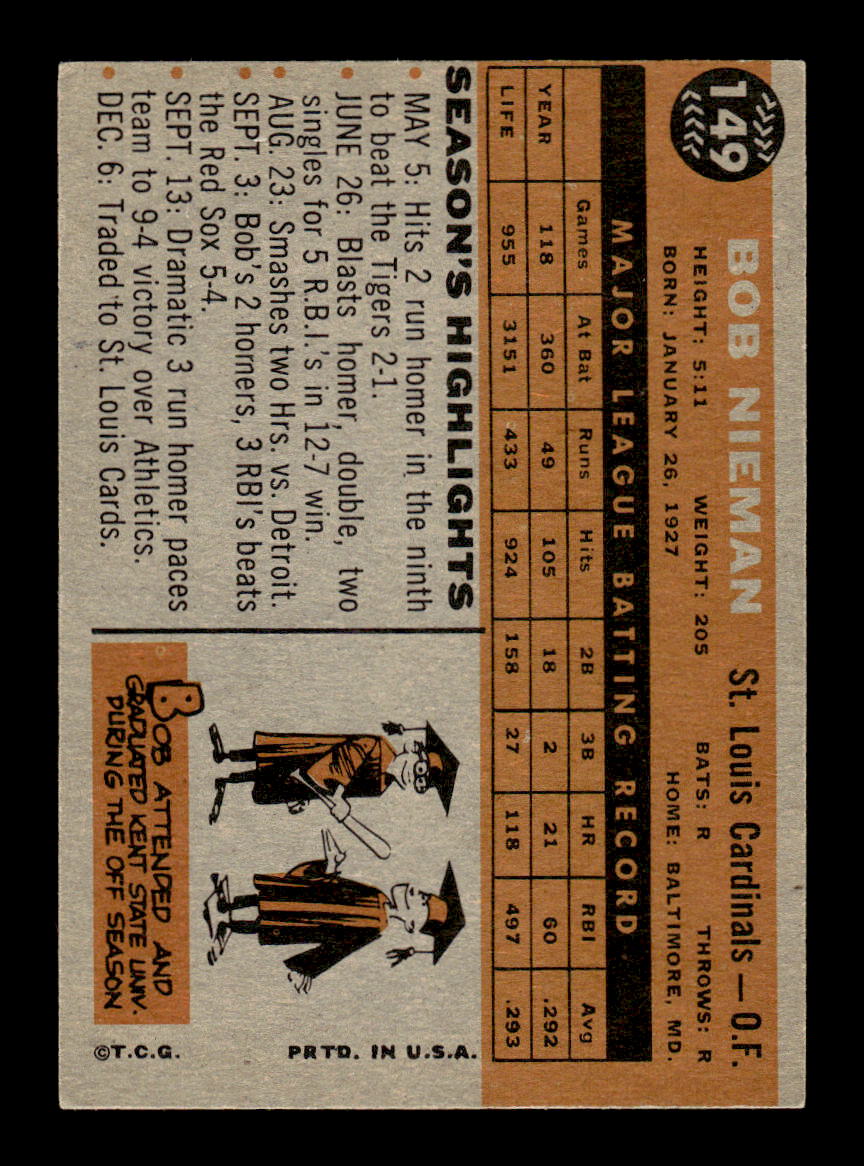 149
BOB NIEMAN St. Louis Cardinals — O.F.
HEIGHT: 5:11 WEIGHT: 205 BATS: R THROWS: R
BORN: JANUARY 26, 1927 HOME: BALTIMORE, MD.
MAJOR LEAGUE BATTING RECORD
Games At Bat Runs Hits 2B 3B HR RBI Avg
YEAR 118 360 49 105 18 2 21 60 .292
LIFE 955 3151 433 924 158 27 118 497 .293
SEASON'S HIGHLIGHTS
• MAY 5: Hits 2 run homer in the ninth
to beat the Tigers 2-1.
• JUNE 26: Blasts homer, double, two
singles for 5 R.B.I.'s in 12-7 win.
• AUG. 23: Smashes two Hrs. vs. Detroit.
• SEPT. 3: Bob's 2 homers, 3 RBI's beats
the Red Sox 5-4.
• SEPT. 13: Dramatic 3 run homer paces
team to 9-4 victory over Athletics.
• DEC. 6: Traded to St. Louis Cards.
BOB ATTENDED AND
GRADUATED KENT STATE UNIV.
DURING THE OFF SEASON
©T.C.G. PRTD. IN U.S.A.